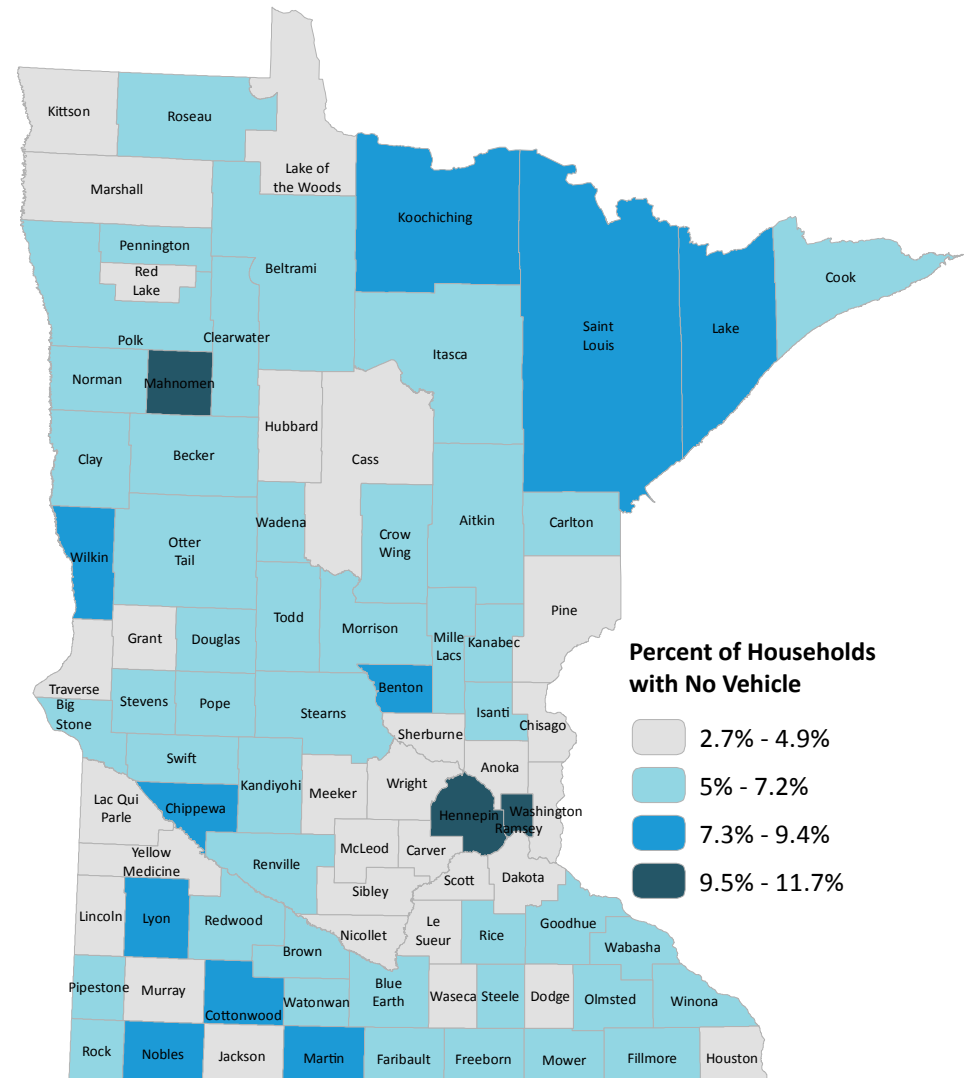 Kittson
Roseau
Lake of
the Woods
Marshall
Koochiching
Pennington
Beltrami
Red
Lake
Cook
Saint
Louis
Lake
Polk
Clearwater
Itasca
Norman
Mahnomen
Hubbard
Cass
Clay
Becker
Wadena
Aitkin
Carlton
Crow
Wing
Otter
Tail
Wilkin
Pine
Todd
Morrison
Grant
Douglas
Mille
Lacs
Kanabec
Percent of Households
with No Vehicle
2.7% - 4.9%
5% - 7.2%
7.3% - 9.4%
9.5% - 11.7%
Traverse
Benton
Big
Stone
Stevens
Pope
Stearns
Isanti
Chisago
Sherburne
Swift
Anoka
Kandiyohi
Meeker
Wright
Lac Qui
Parle
Chippewa
Hennepin
Washington
Ramsey
McLeod
Carver
Yellow
Medicine
Renville
Scott
Dakota
Sibley
Lincoln
Lyon
Redwood
Nicollet
Le
Sueur
Rice
Goodhue
Wabasha
Brown
Pipestone
Murray
Cottonwood
Watonwan
Blue
Earth
Waseca
Steele
Dodge
Olmsted
Winona
Rock
Nobles
Jackson
Martin
Faribault
Freeborn
Mower
Fillmore
Houston